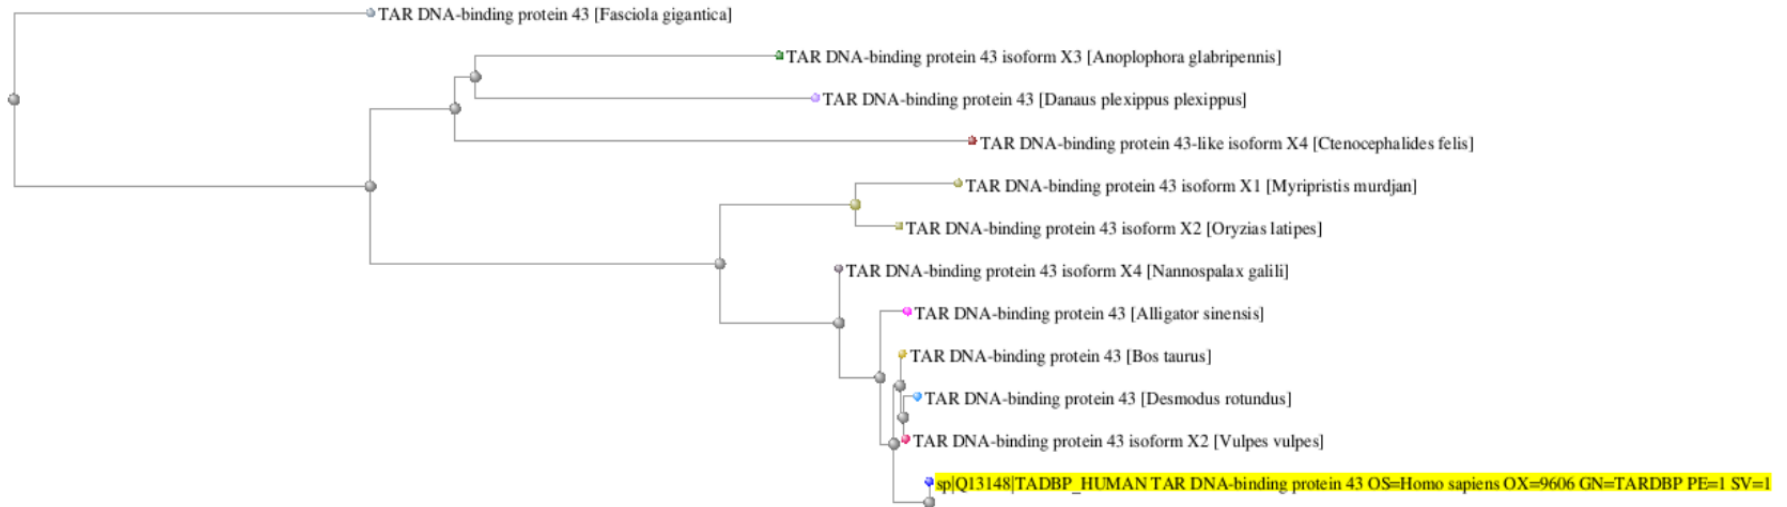 TAR DNA-binding protein 43 [Fasciola gigantica]
TAR DNA-binding protein 43 isoform X3 [Anoplophora glabripennis]
TAR DNA-binding protein 43 [Danaus plexippus plexippus]
TAR DNA-binding protein 43-like isoform X4 [Ctenocephalides felis]
TAR DNA-binding protein 43 isoform X1 [Myripristis murdjan]
TAR DNA-binding protein 43 isoform X2 [Oryzias latipes]
TAR DNA-binding protein 43 isoform X4 [Nannospalax galili]
TAR DNA-binding protein 43 [Alligator sinensis]
TAR DNA-binding protein 43 [Bos taurus]
TAR DNA-binding protein 43 [Desmodus rotundus]
TAR DNA-binding protein 43 isoform X2 [Vulpes vulpes]
sp|Q13148|TADBP_HUMAN TAR DNA-binding protein 43 OS=Homo sapiens OX=9606 GN=TARDBP PE=1 SV=1